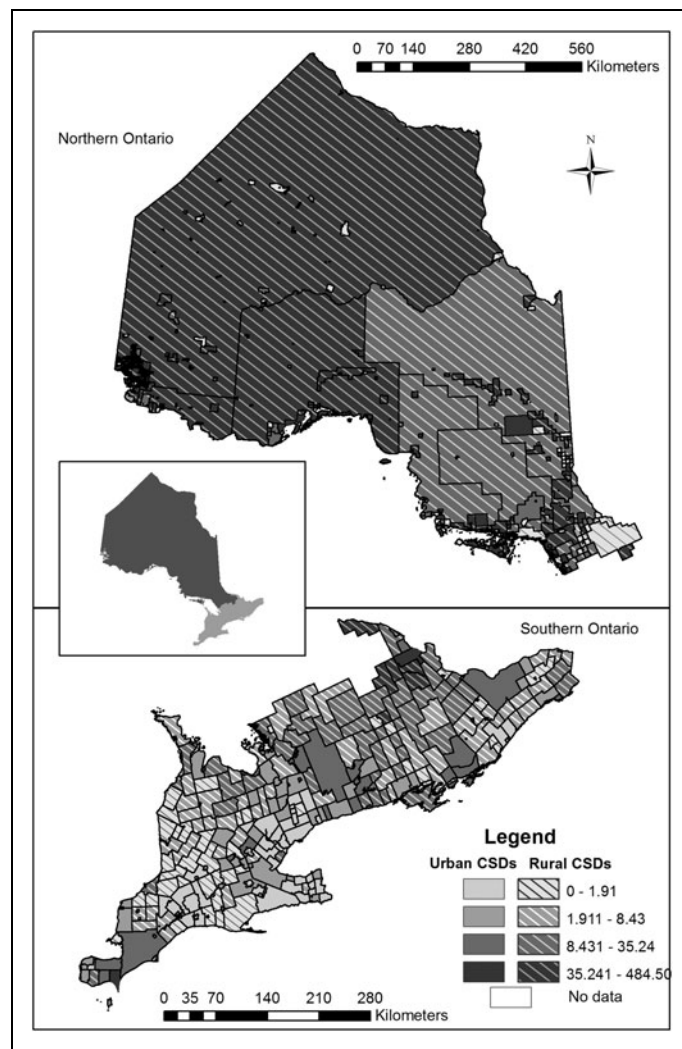 0 70 140 280 420 560
Kilometers
Northern Ontario
N
Southern Ontario
Legend
Urban CSDs Rural CSDs
0 - 1.91
1.911 - 8.43
8.431 - 35.24
35.241 - 484.50
No data
0 35 70 140 210 280
Kilometers